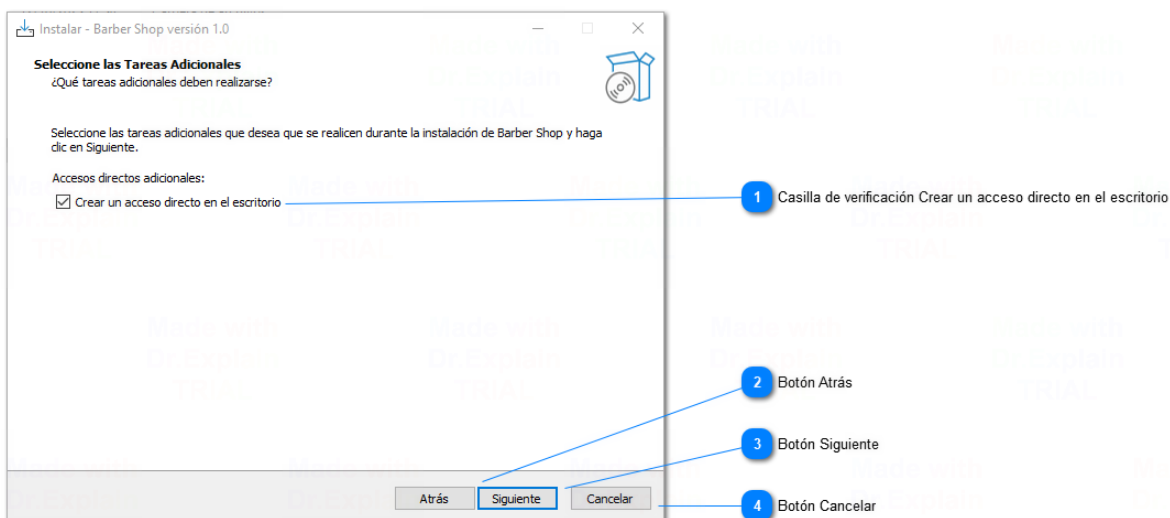 Instalar - Barber Shop versión 1.0
Seleccione las Tareas Adicionales
¿Qué tareas adicionales deben realizarse?
Seleccione las tareas adicionales que desea que se realicen durante la instalación de Barber Shop y haga
clic en Siguiente.
Accesos directos adicionales:
Crear un acceso directo en el escritorio
1 Casilla de verificación Crear un acceso directo en el escritorio
2 Botón Atrás
3 Botón Siguiente
Atrás Siguiente Cancelar
4 Botón Cancelar
Made with
Dr.Explain
TRIAL